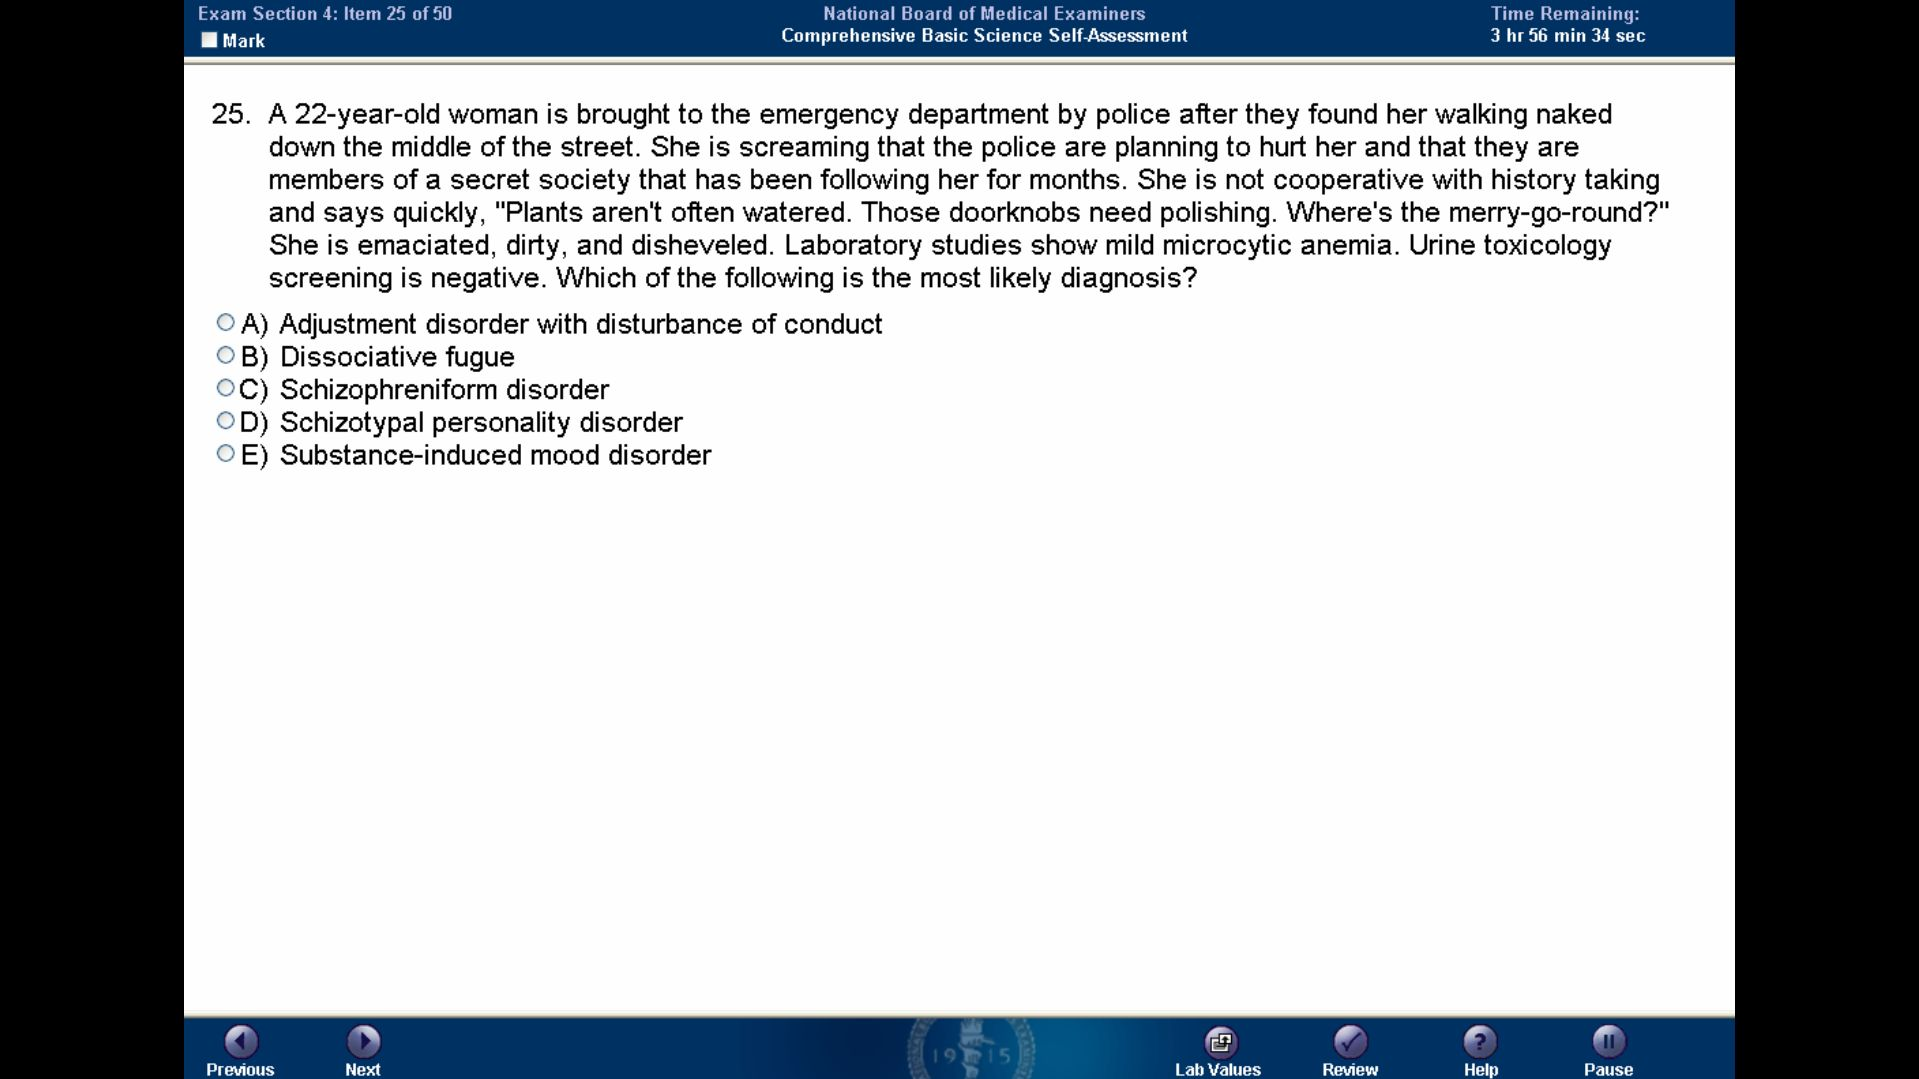 Exam Section 4: Item 25 of 50
National Board of Medical Examiners
Time Remaining:
Mark
Comprehensive Basic Science Self-Assessment
3 hr 56 min 34 sec
25. A 22-year-old woman is brought to the emergency department by police after they found her walking naked
down the middle of the street. She is screaming that the police are planning to hurt her and that they are
members of a secret society that has been following her for months. She is not cooperative with history taking
and says quickly, "Plants aren't often watered. Those doorknobs need polishing. Where's the merry-go-round?"
She is emaciated, dirty, and disheveled. Laboratory studies show mild microcytic anemia. Urine toxicology
screening is negative. Which of the following is the most likely diagnosis?
A) Adjustment disorder with disturbance of conduct
B) Dissociative fugue
C) Schizophreniform disorder
D) Schizotypal personality disorder
E) Substance-induced mood disorder
1915
Previous
Next
Lab Values
Review
Help
Pause